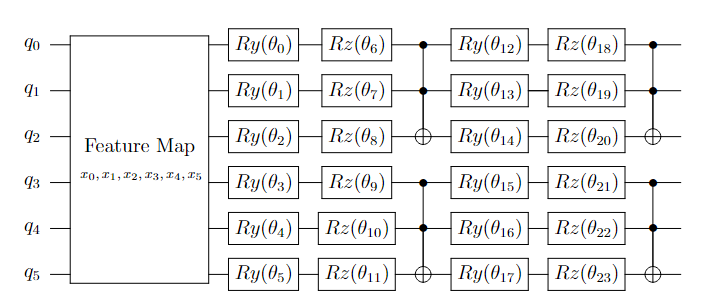 q₀ Ry(θ₀) Rz(θ₆) Ry(θ₁₂) Rz(θ₁₈)
q₁ Ry(θ₁) Rz(θ₇) Ry(θ₁₃) Rz(θ₁₉)
q₂ Ry(θ₂) Rz(θ₈) Ry(θ₁₄) Rz(θ₂₀)
Feature Map
x₀, x₁, x₂, x₃, x₄, x₅
q₃ Ry(θ₃) Rz(θ₉) Ry(θ₁₅) Rz(θ₂₁)
q₄ Ry(θ₄) Rz(θ₁₀) Ry(θ₁₆) Rz(θ₂₂)
q₅ Ry(θ₅) Rz(θ₁₁) Ry(θ₁₇) Rz(θ₂₃)